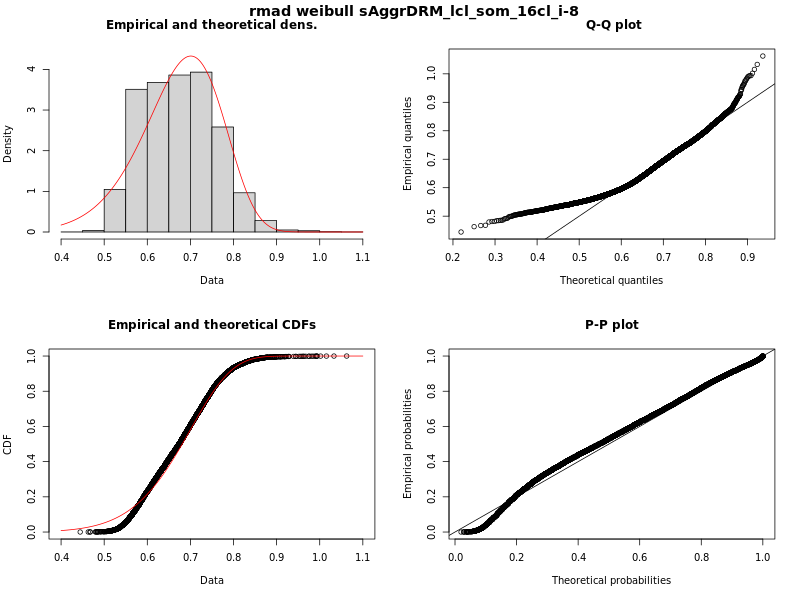 rmad weibull sAggrDRM_lcl_som_16cl_i-8
Empirical and theoretical dens.
Density
0 1 2 3 4
0.4 0.5 0.6 0.7 0.8 0.9 1.0 1.1
Data
Q-Q plot
Empirical quantiles
0.5 0.6 0.7 0.8 0.9 1.0
0.2 0.3 0.4 0.5 0.6 0.7 0.8 0.9
Theoretical quantiles
Empirical and theoretical CDFs
CDF
0.0 0.2 0.4 0.6 0.8 1.0
0.4 0.5 0.6 0.7 0.8 0.9 1.0 1.1
Data
P-P plot
Empirical probabilities
0.0 0.2 0.4 0.6 0.8 1.0
0.0 0.2 0.4 0.6 0.8 1.0
Theoretical probabilities